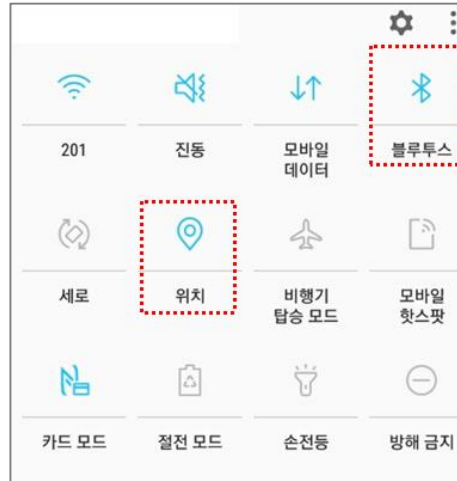 201
진동
모바일
데이터
블루투스
세로
위치
비행기
탑승 모드
모바일
핫스팟
카드 모드
절전 모드
손전등
방해 금지